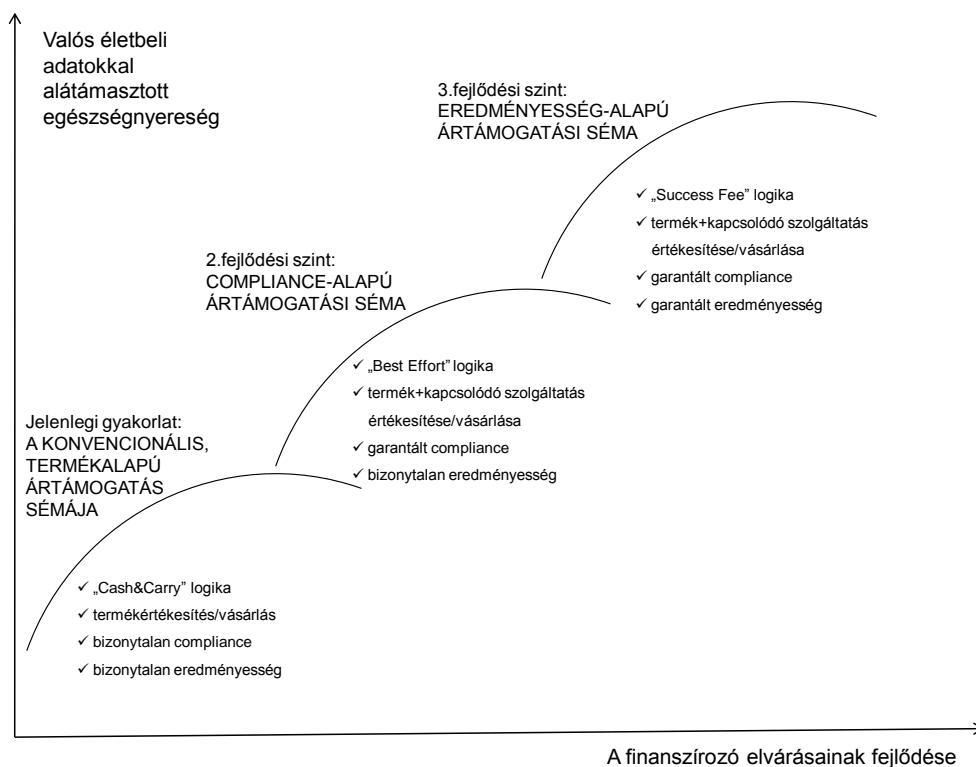 Valós életbeli
adatokkal
alátámasztott
egészségnyereség
3.fejlődési szint:
EREDMÉNYESSÉG-ALAPÚ
ÁRTÁMOGATÁSI SÉMA
✓ „Success Fee” logika
✓ termék+kapcsolódó szolgáltatás
értékesítése/vásárlása
✓ garantált compliance
✓ garantált eredményesség
2.fejlődési szint:
COMPLIANCE-ALAPÚ
ÁRTÁMOGATÁSI SÉMA
✓ „Best Effort” logika
✓ termék+kapcsolódó szolgáltatás
értékesítése/vásárlása
✓ garantált compliance
✓ bizonytalan eredményesség
Jelenlegi gyakorlat:
A KONVENCIONÁLIS,
TERMÉKALAPÚ
ÁRTÁMOGATÁS
SÉMÁJA
✓ „Cash&Carry” logika
✓ termékértékesítés/vásárlás
✓ bizonytalan compliance
✓ bizonytalan eredményesség
A finanszírozó elvárásainak fejlődése